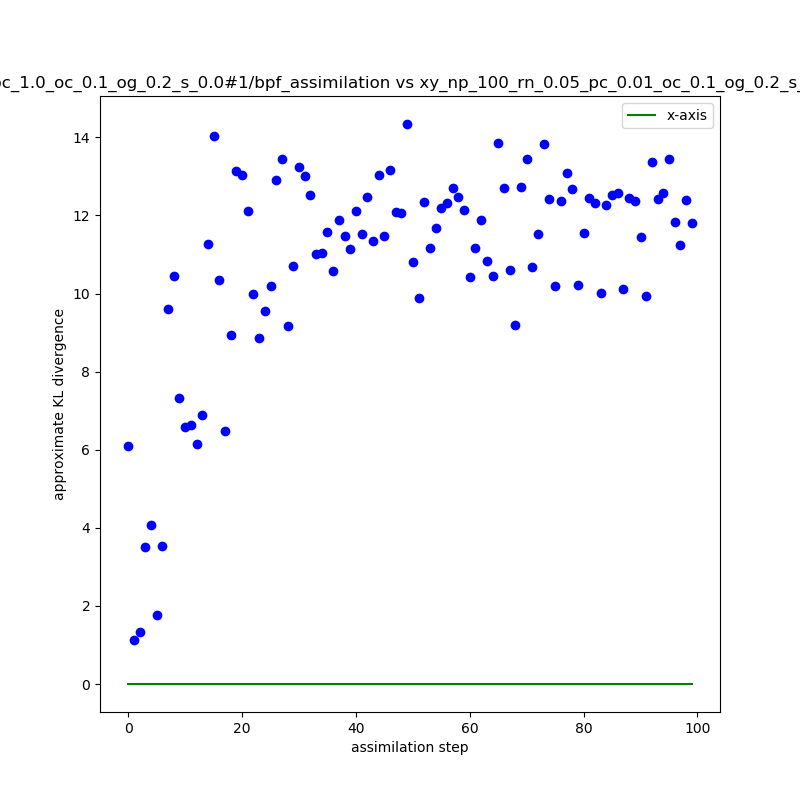 oc_1.0_oc_0.1_og_0.2_s_0.0#1/bpf_assimilation vs xy_np_100_rn_0.05_pc_0.01_oc_0.1_og_0.2_s_
x-axis
14
12
10
8
6
4
2
0
approximate KL divergence
0 20 40 60 80 100
assimilation step